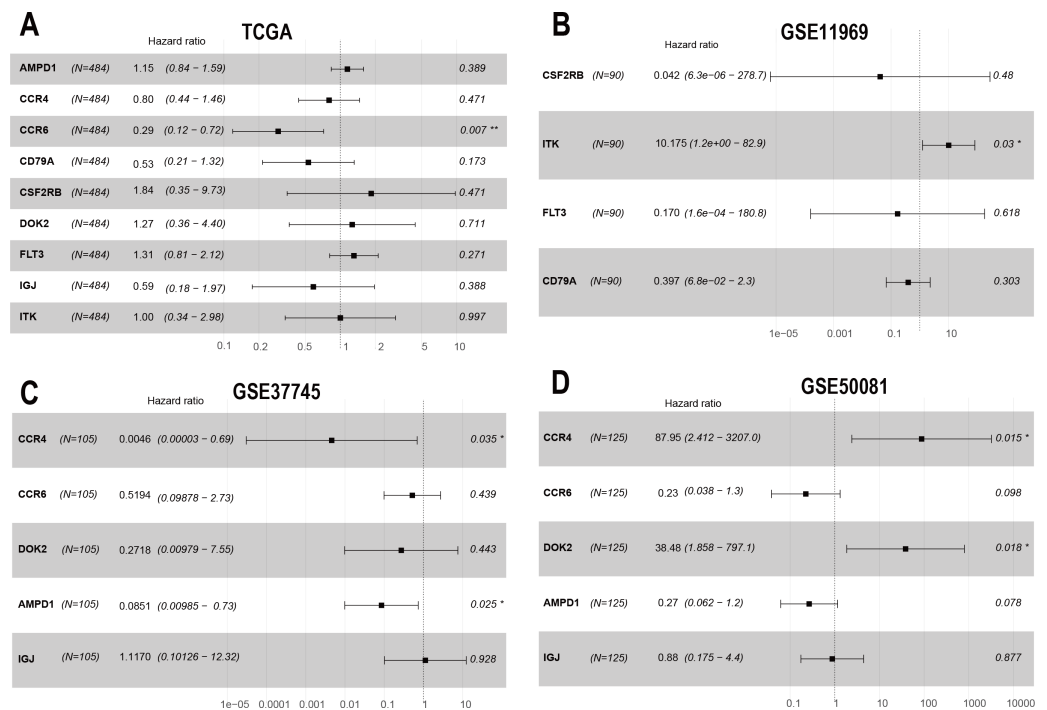 A
TCGA
Hazard ratio
AMPD1 (N=484) 1.15 (0.84 − 1.59) 0.389
CCR4 (N=484) 0.80 (0.44 − 1.46) 0.471
CCR6 (N=484) 0.29 (0.12 − 0.72) 0.007 **
CD79A (N=484) 0.53 (0.21 − 1.32) 0.173
CSF2RB (N=484) 1.84 (0.35 − 9.73) 0.471
DOK2 (N=484) 1.27 (0.36 − 4.40) 0.711
FLT3 (N=484) 1.31 (0.81 − 2.12) 0.271
IGJ (N=484) 0.59 (0.18 − 1.97) 0.388
ITK (N=484) 1.00 (0.34 − 2.98) 0.997
0.1 0.2 0.5 1 2 5 10
B
GSE11969
Hazard ratio
CSF2RB (N=90) 0.042 (6.3e−06 − 278.7) 0.48
ITK (N=90) 10.175 (1.2e+00 − 82.9) 0.03 *
FLT3 (N=90) 0.170 (1.6e−04 − 180.8) 0.618
CD79A (N=90) 0.397 (6.8e−02 − 2.3) 0.303
1e−05 0.001 0.1 10
C
GSE37745
Hazard ratio
CCR4 (N=105) 0.0046 (0.00003 − 0.69) 0.035 *
CCR6 (N=105) 0.5194 (0.09878 − 2.73) 0.439
DOK2 (N=105) 0.2718 (0.00979 − 7.55) 0.443
AMPD1 (N=105) 0.0851 (0.00985 − 0.73) 0.025 *
IGJ (N=105) 1.1170 (0.10126 − 12.32) 0.928
1e−05 0.0001 0.001 0.01 0.1 1 10
D
GSE50081
Hazard ratio
CCR4 (N=125) 87.95 (2.412 − 3207.0) 0.015 *
CCR6 (N=125) 0.23 (0.038 − 1.3) 0.098
DOK2 (N=125) 38.48 (1.858 − 797.1) 0.018 *
AMPD1 (N=125) 0.27 (0.062 − 1.2) 0.078
IGJ (N=125) 0.88 (0.175 − 4.4) 0.877
0.1 1 10 100 1000 10000